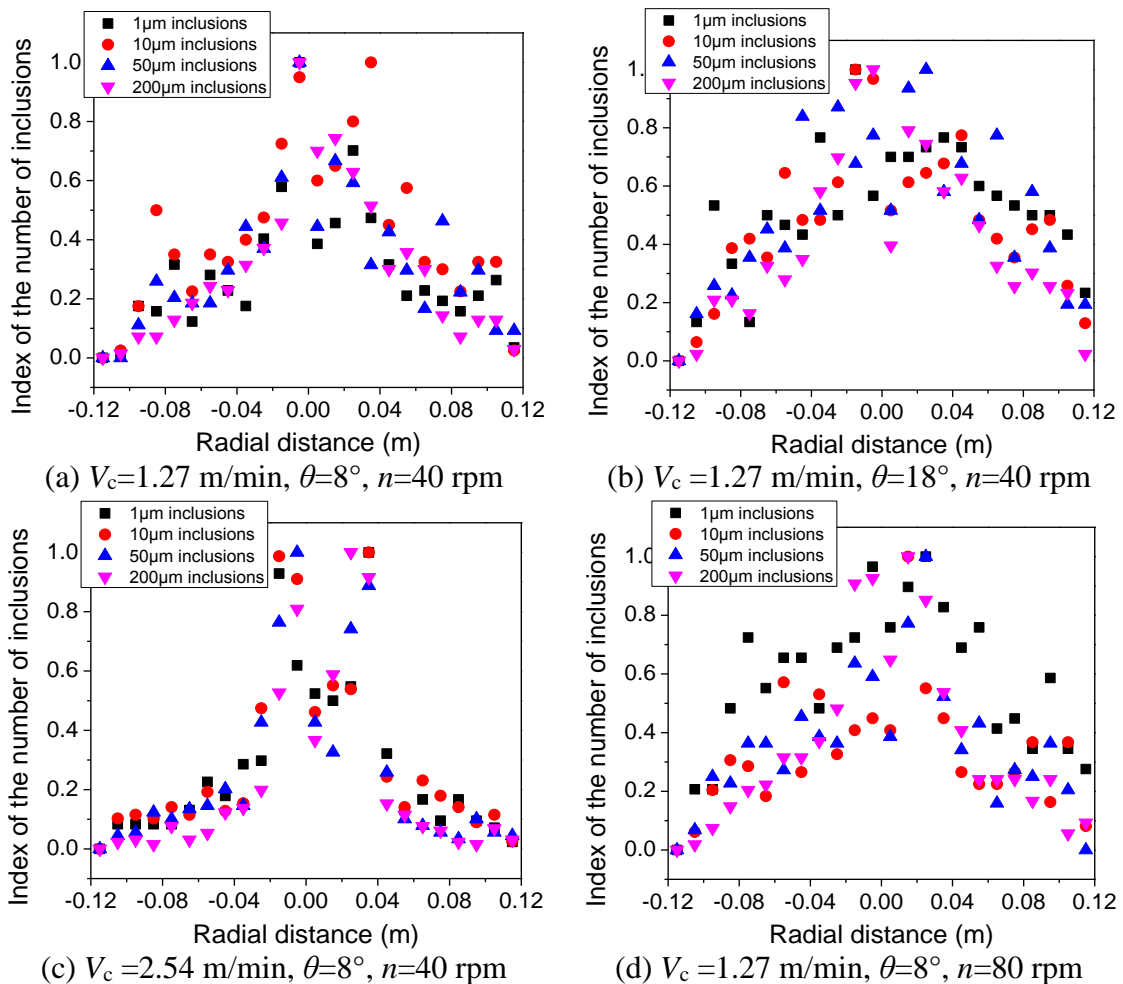 1μm inclusions
10μm inclusions
50μm inclusions
200μm inclusions
Index of the number of inclusions
1.0
0.8
0.6
0.4
0.2
0.0
-0.12 -0.08 -0.04 0.00 0.04 0.08 0.12
Radial distance (m)
(a) Vc=1.27 m/min, θ=8°, n=40 rpm
1μm inclusions
10μm inclusions
50μm inclusions
200μm inclusions
Index of the number of inclusions
1.0
0.8
0.6
0.4
0.2
0.0
-0.12 -0.08 -0.04 0.00 0.04 0.08 0.12
Radial distance (m)
(b) Vc =1.27 m/min, θ=18°, n=40 rpm
1μm inclusions
10μm inclusions
50μm inclusions
200μm inclusions
Index of the number of inclusions
1.0
0.8
0.6
0.4
0.2
0.0
-0.12 -0.08 -0.04 0.00 0.04 0.08 0.12
Radial distance (m)
(c) Vc =2.54 m/min, θ=8°, n=40 rpm
1μm inclusions
10μm inclusions
50μm inclusions
200μm inclusions
Index of the number of inclusions
1.0
0.8
0.6
0.4
0.2
0.0
-0.12 -0.08 -0.04 0.00 0.04 0.08 0.12
Radial distance (m)
(d) Vc =1.27 m/min, θ=8°, n=80 rpm